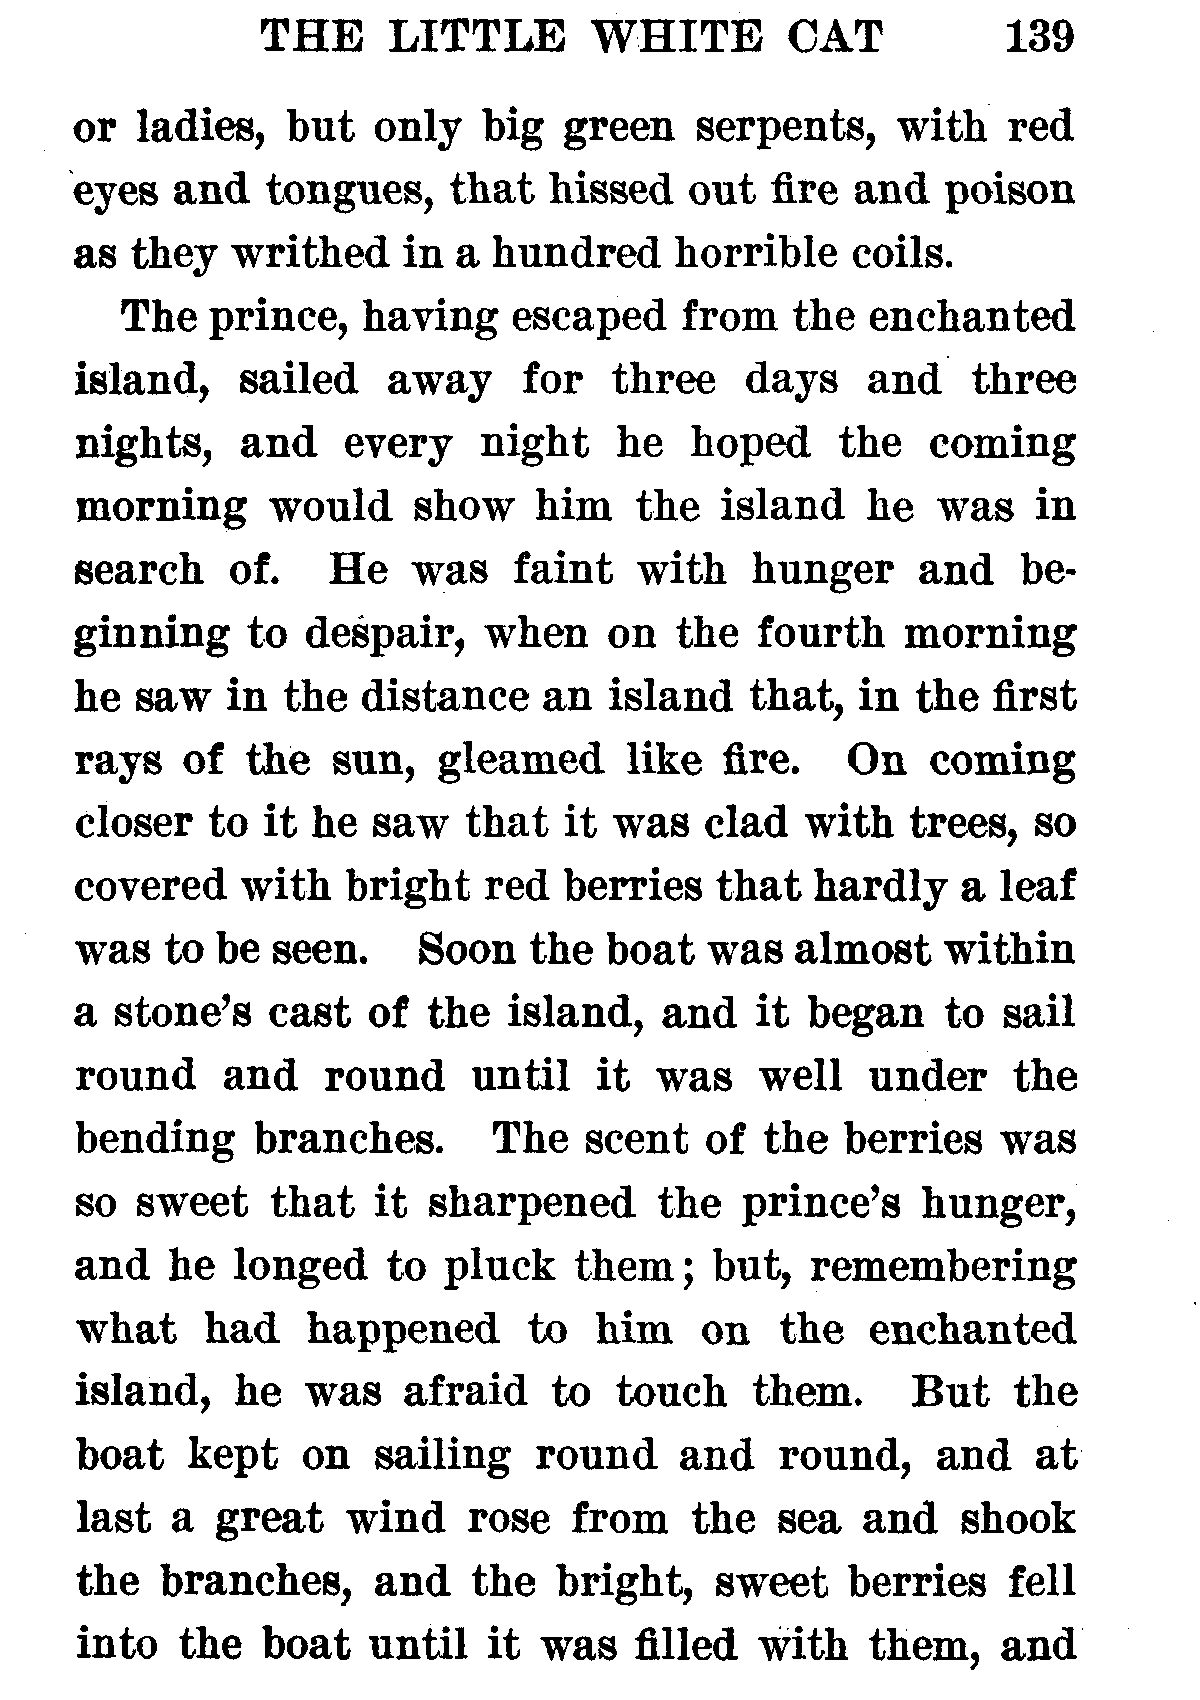 THE LITTLE WHITE CAT 139
or ladies, but only big green serpents, with red
eyes and tongues, that hissed out fire and poison
as they writhed in a hundred horrible coils.
The prince, having escaped from the enchanted
island, sailed away for three days and three
nights, and every night he hoped the coming
morning would show him the island he was in
search of. He was faint with hunger and be-
ginning to despair, when on the fourth morning
he saw in the distance an island that, in the first
rays of the sun, gleamed like fire. On coming
closer to it he saw that it was clad with trees, so
covered with bright red berries that hardly a leaf
was to be seen. Soon the boat was almost within
a stone's cast of the island, and it began to sail
round and round until it was well under the
bending branches. The scent of the berries was
so sweet that it sharpened the prince's hunger,
and he longed to pluck them; but, remembering
what had happened to him on the enchanted
island, he was afraid to touch them. But the
boat kept on sailing round and round, and at
last a great wind rose from the sea and shook
the branches, and the bright, sweet berries fell
into the boat until it was filled with them, and